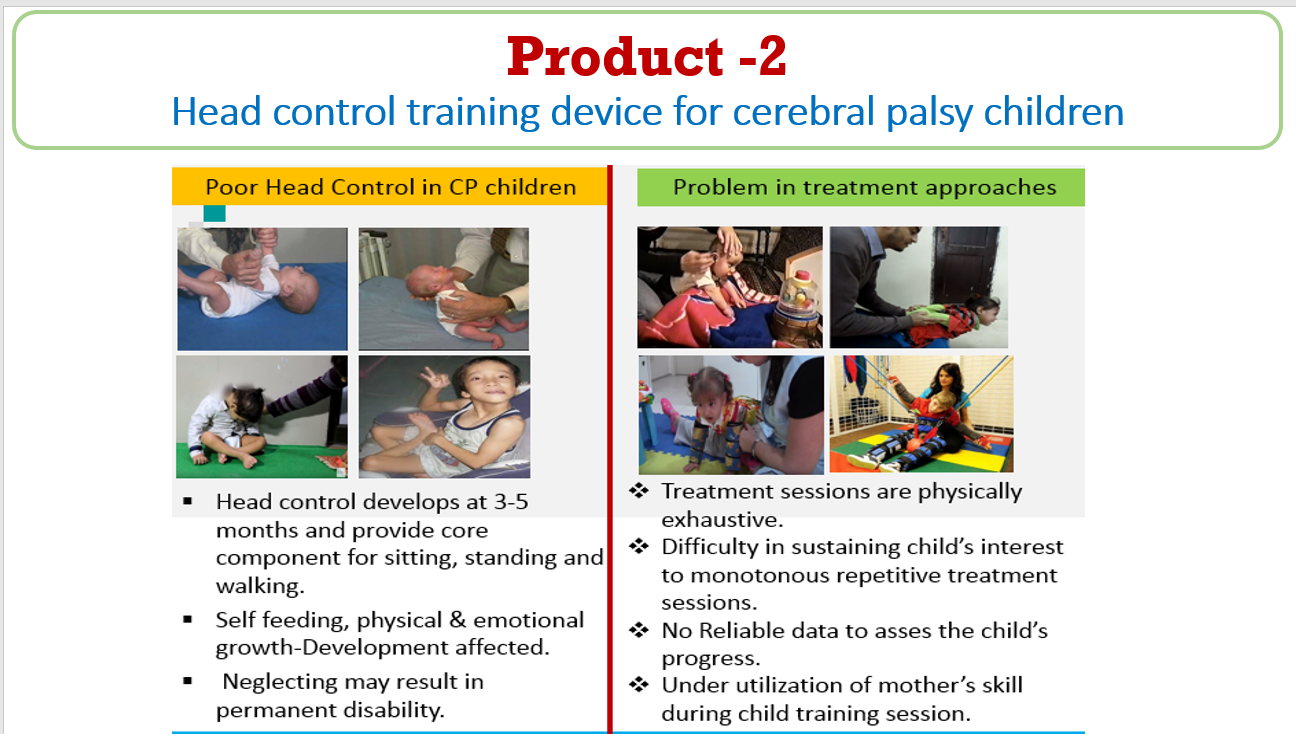 Product -2
Head control training device for cerebral palsy children
Poor Head Control in CP children
▪ Head control develops at 3-5
months and provide core
component for sitting, standing and
walking.
▪ Self feeding, physical & emotional
growth-Development affected.
▪ Neglecting may result in
permanent disability.
Problem in treatment approaches
❖ Treatment sessions are physically
exhaustive.
❖ Difficulty in sustaining child's interest
to monotonous repetitive treatment
sessions.
❖ No Reliable data to asses the child's
progress.
❖ Under utilization of mother's skill
during child training session.